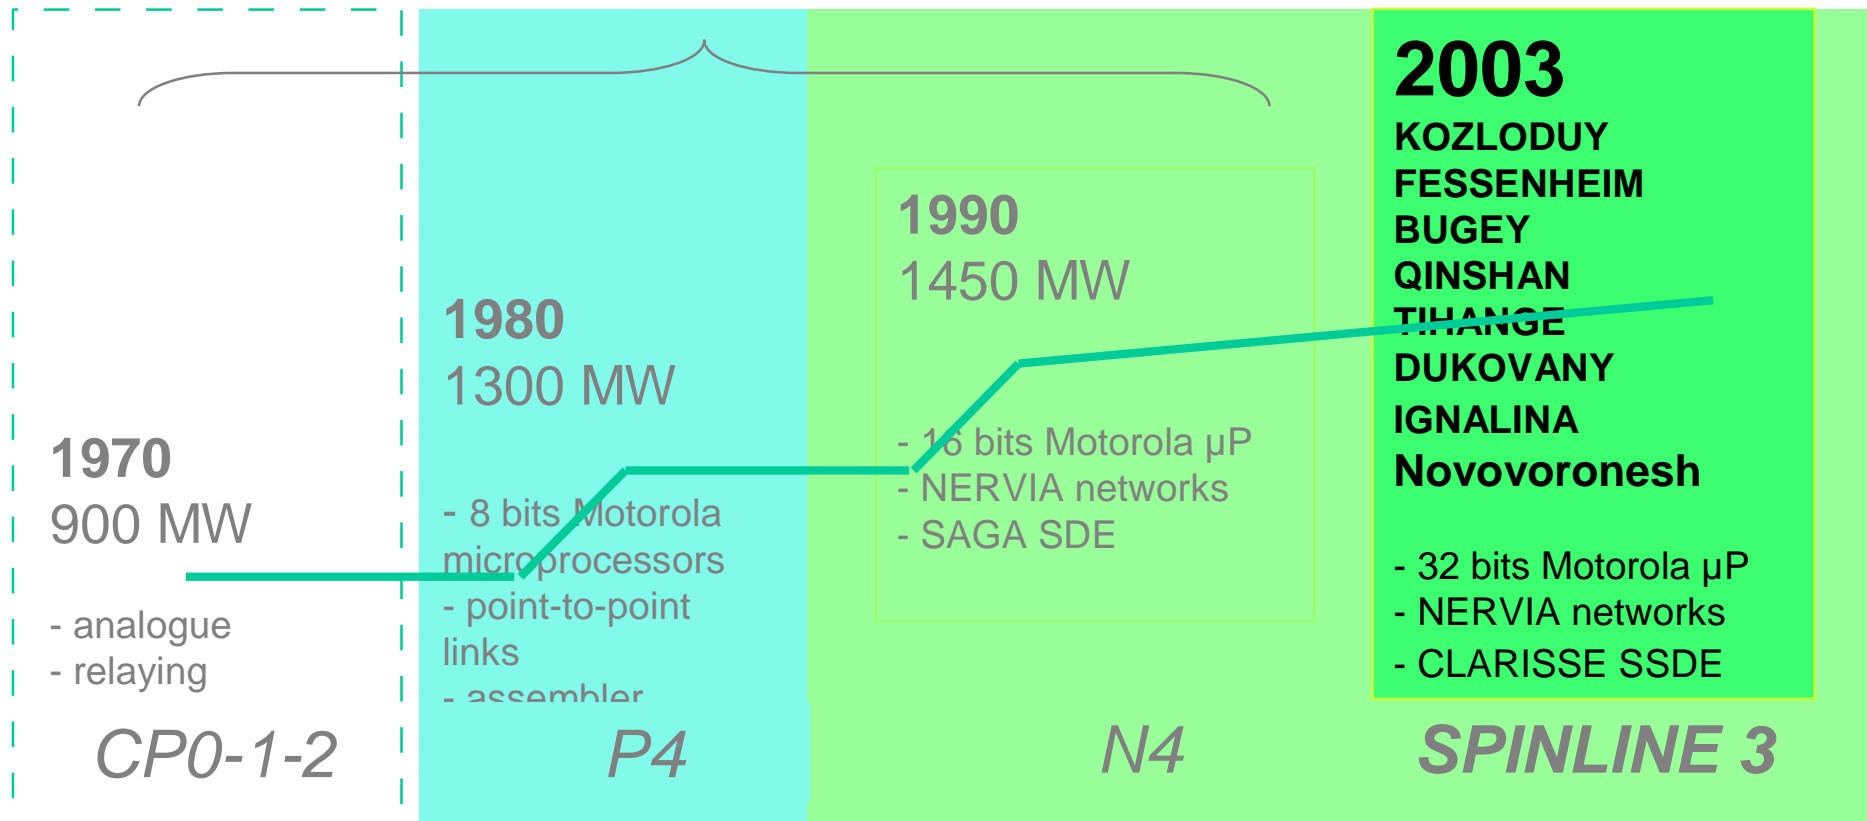 1970
900 MW
- analogue
- relaying
CP0-1-2
1980
1300 MW
- 8 bits Motorola
microprocessors
- point-to-point
links
- assembler
P4
1990
1450 MW
- 16 bits Motorola µP
- NERVIA networks
- SAGA SDE
N4
2003
KOZLODUY
FESSENHEIM
BUGEY
QINSHAN
TIHANGE
DUKOVANY
IGNALINA
Novovoronesh
- 32 bits Motorola µP
- NERVIA networks
- CLARISSE SSDE
SPINLINE 3